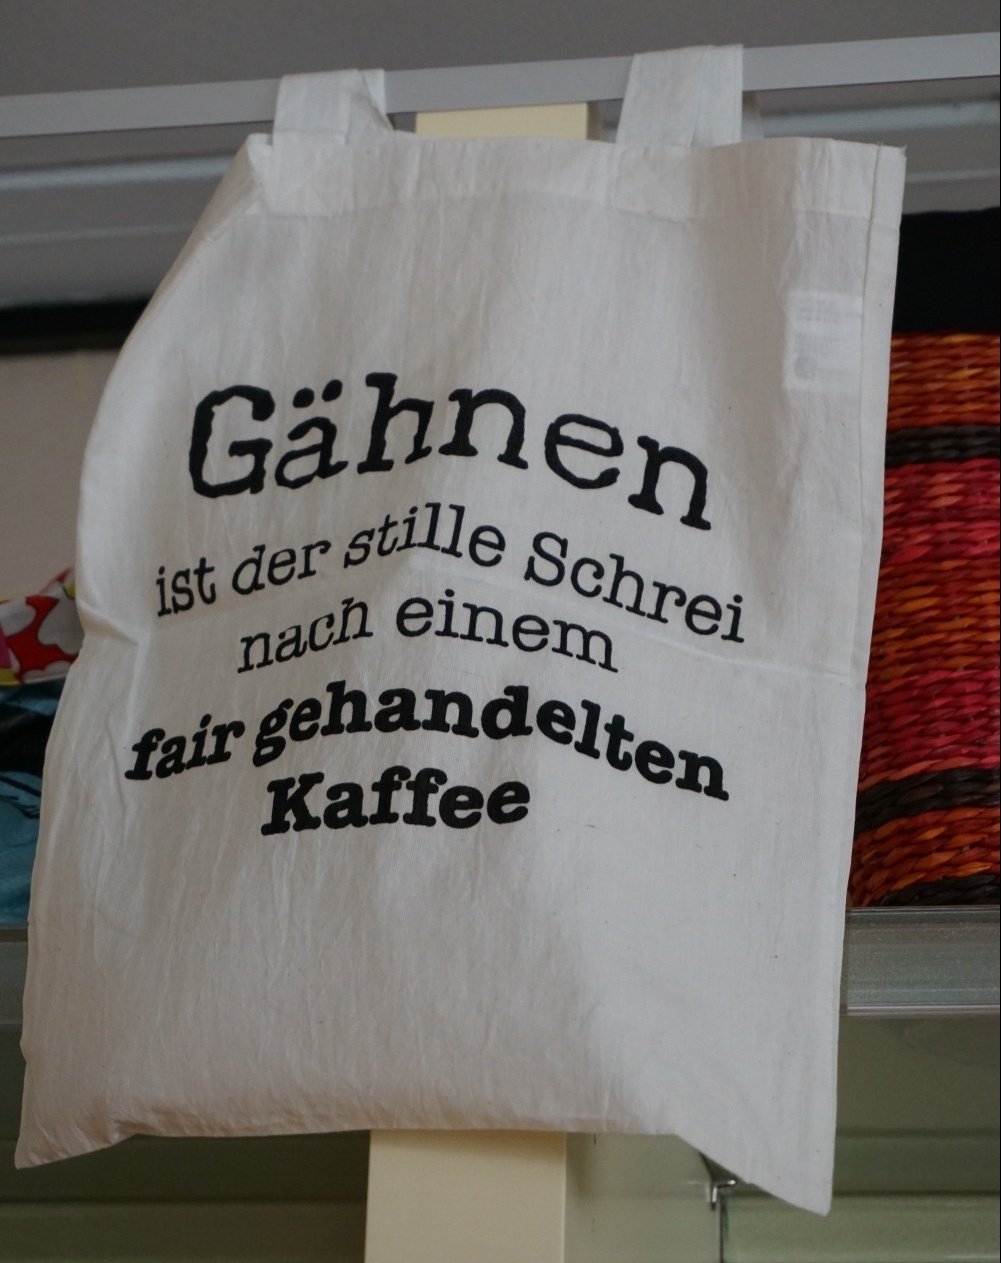 Gähnen
ist der stille Schrei
nach einem
fair gehandelten
Kaffee